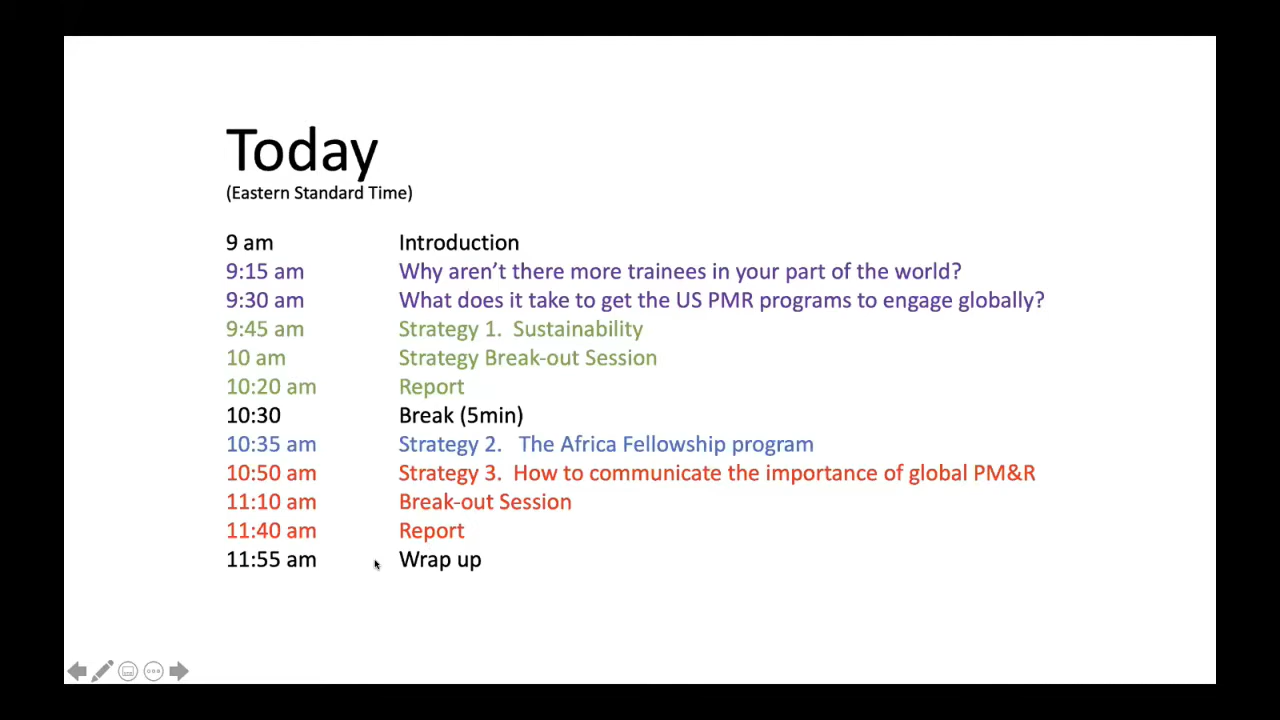 Today
(Eastern Standard Time)
9 am Introduction
9:15 am Why aren’t there more trainees in your part of the world?
9:30 am What does it take to get the US PMR programs to engage globally?
9:45 am Strategy 1. Sustainability
10 am Strategy Break-out Session
10:20 am Report
10:30 Break (5min)
10:35 am Strategy 2. The Africa Fellowship program
10:50 am Strategy 3. How to communicate the importance of global PM&R
11:10 am Break-out Session
11:40 am Report
11:55 am Wrap up